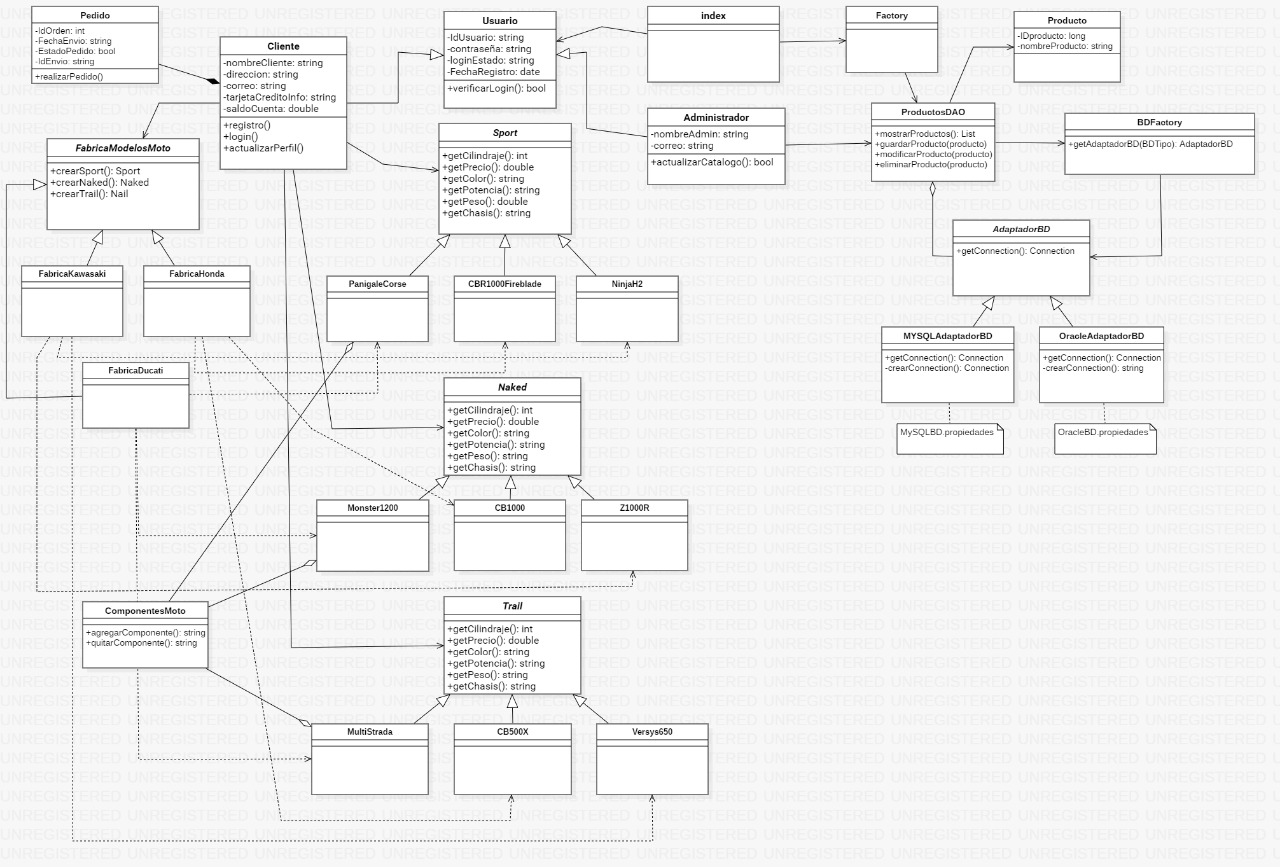 Pedido
-IdOrden: int
-FechaEnvio: string
-EstadoPedido: bool
-IdEnvio: string
+realizarPedido()
Cliente
-nombreCliente: string
-direccion: string
-correo: string
-tarjetaCreditoInfo: string
-saldoCuenta: double
+registro()
+login()
+actualizarPerfil()
Usuario
-IdUsuario: string
-contraseña: string
-loginEstado: string
-FechaRegistro: date
+verificarLogin(): bool
index
Factory
Producto
-IDproducto: long
-nombreProducto: string
Administrador
-nombreAdmin: string
-correo: string
+actualizarCatalogo(): bool
ProductosDAO
+mostrarProductos(): List
+guardarProducto(producto)
+modificarProducto(producto)
+eliminarProducto(producto)
BDFactory
+getAdaptadorBD(BDTipo): AdaptadorBD
FabricaModelosMoto
+crearSport(): Sport
+crearNaked(): Naked
+crearTrail(): Nail
Sport
+getCilindraje(): int
+getPrecio(): double
+getColor(): string
+getPotencia(): string
+getPeso(): double
+getChasis(): string
AdaptadorBD
+getConnection(): Connection
FabricaKawasaki
FabricaHonda
PanigaleCorse
CBR1000Fireblade
NinjaH2
MYSQLAdaptadorBD
+getConnection(): Connection
-crearConnection(): Connection
OracleAdaptadorBD
+getConnection(): Connection
-crearConnection(): string
FabricaDucati
MySQLBD.propiedades
OracleBD.propiedades
Naked
+getCilindraje(): int
+getPrecio(): double
+getColor(): string
+getPotencia(): string
+getPeso(): string
+getChasis(): string
Monster1200
CB1000
Z1000R
ComponentesMoto
+agregarComponente(): string
+quitarComponente(): string
Trail
+getCilindraje(): int
+getPrecio(): double
+getColor(): string
+getPotencia(): string
+getPeso(): string
+getChasis(): string
MultiStrada
CB500X
Versys650